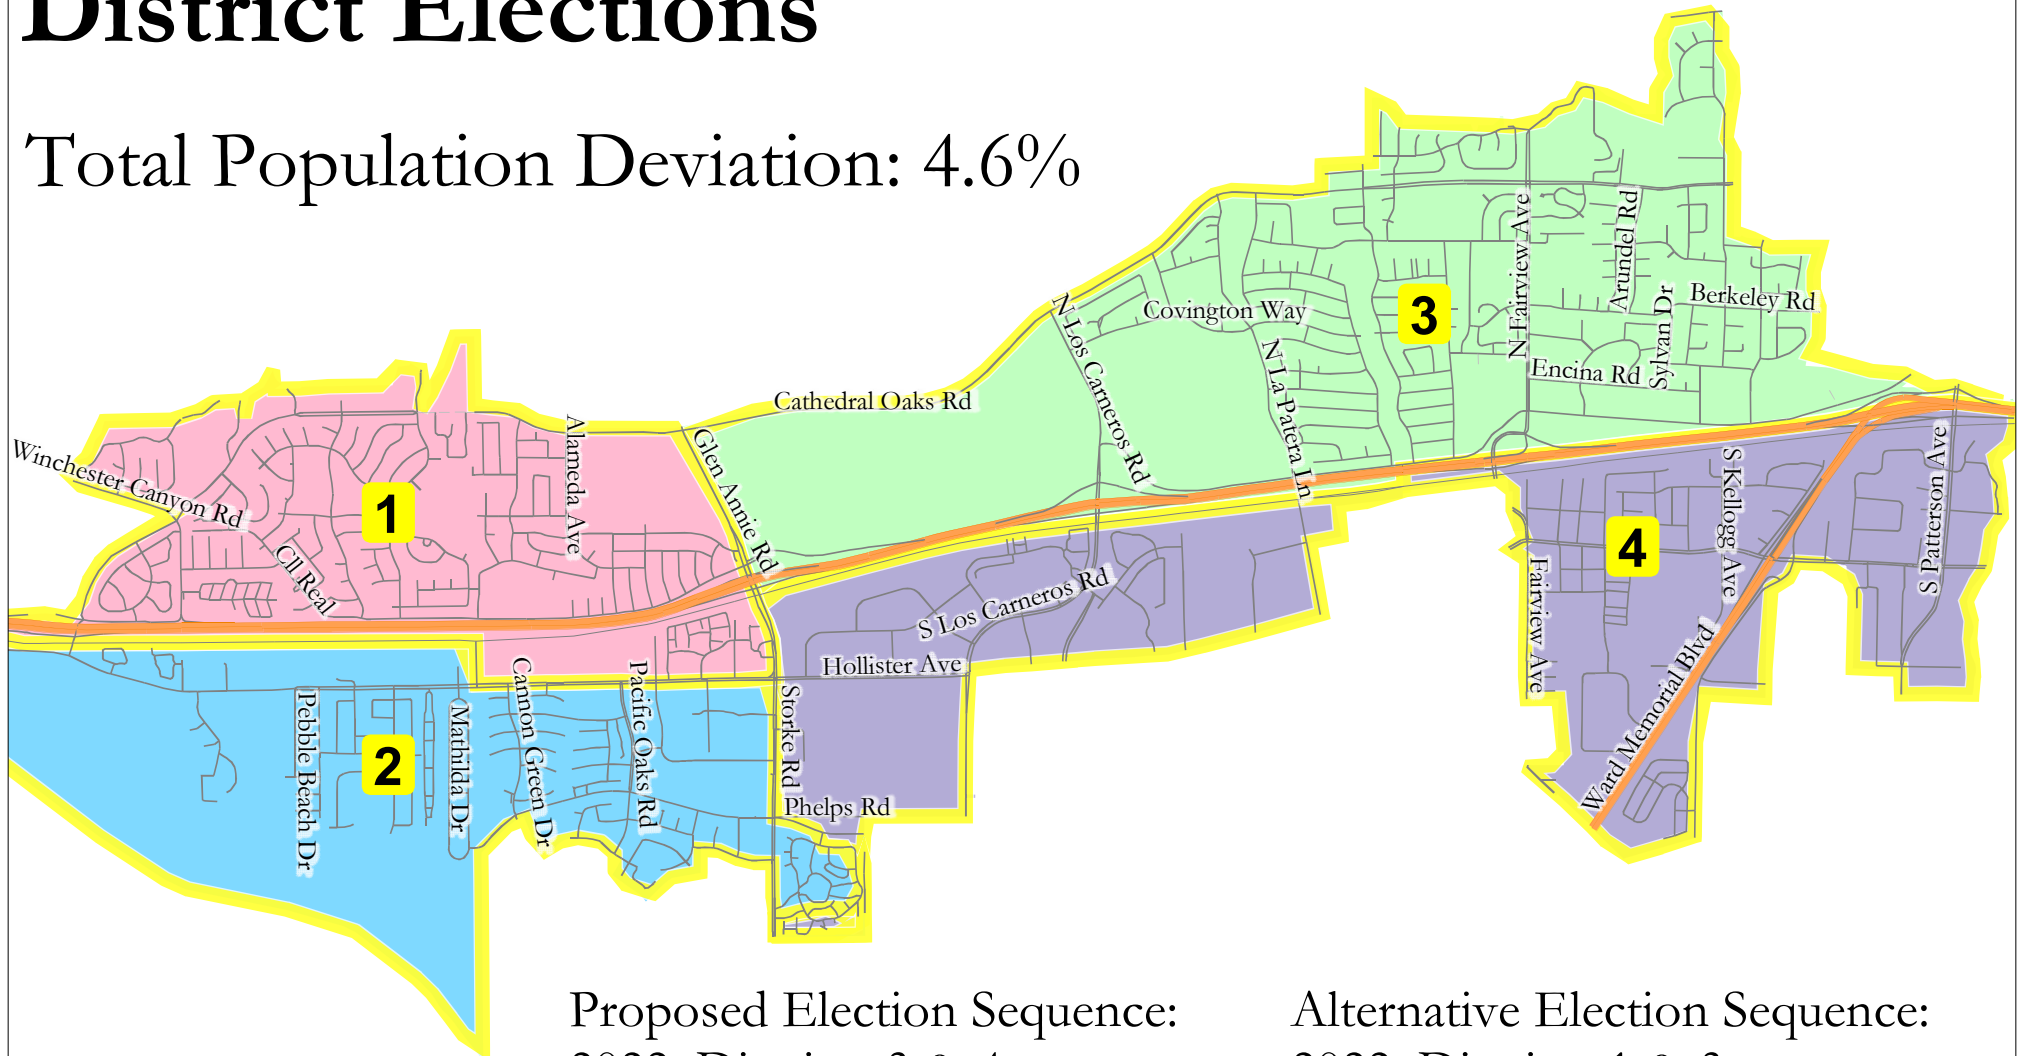 District Elections
Total Population Deviation: 4.6%
N Fairview Ave
Arundel Rd
Berkeley Rd
Sylvan Dr
3
Covington Way
N Los Carneros Rd
N La Patera Ln
Encina Rd
Cathedral Oaks Rd
Glen Annie Rd
Alameda Ave
Winchester Canyon Rd
1
Cll Real
S Kellogg Ave
S Patterson Ave
4
Fairview Ave
S Los Carneros Rd
Hollister Ave
Ward Memorial Blvd
Pebble Beach Dr
2
Mathilda Dr
Cannon Green Dr
Pacific Oaks Rd
Storke Rd
Phelps Rd
Proposed Election Sequence:
Alternative Election Sequence: